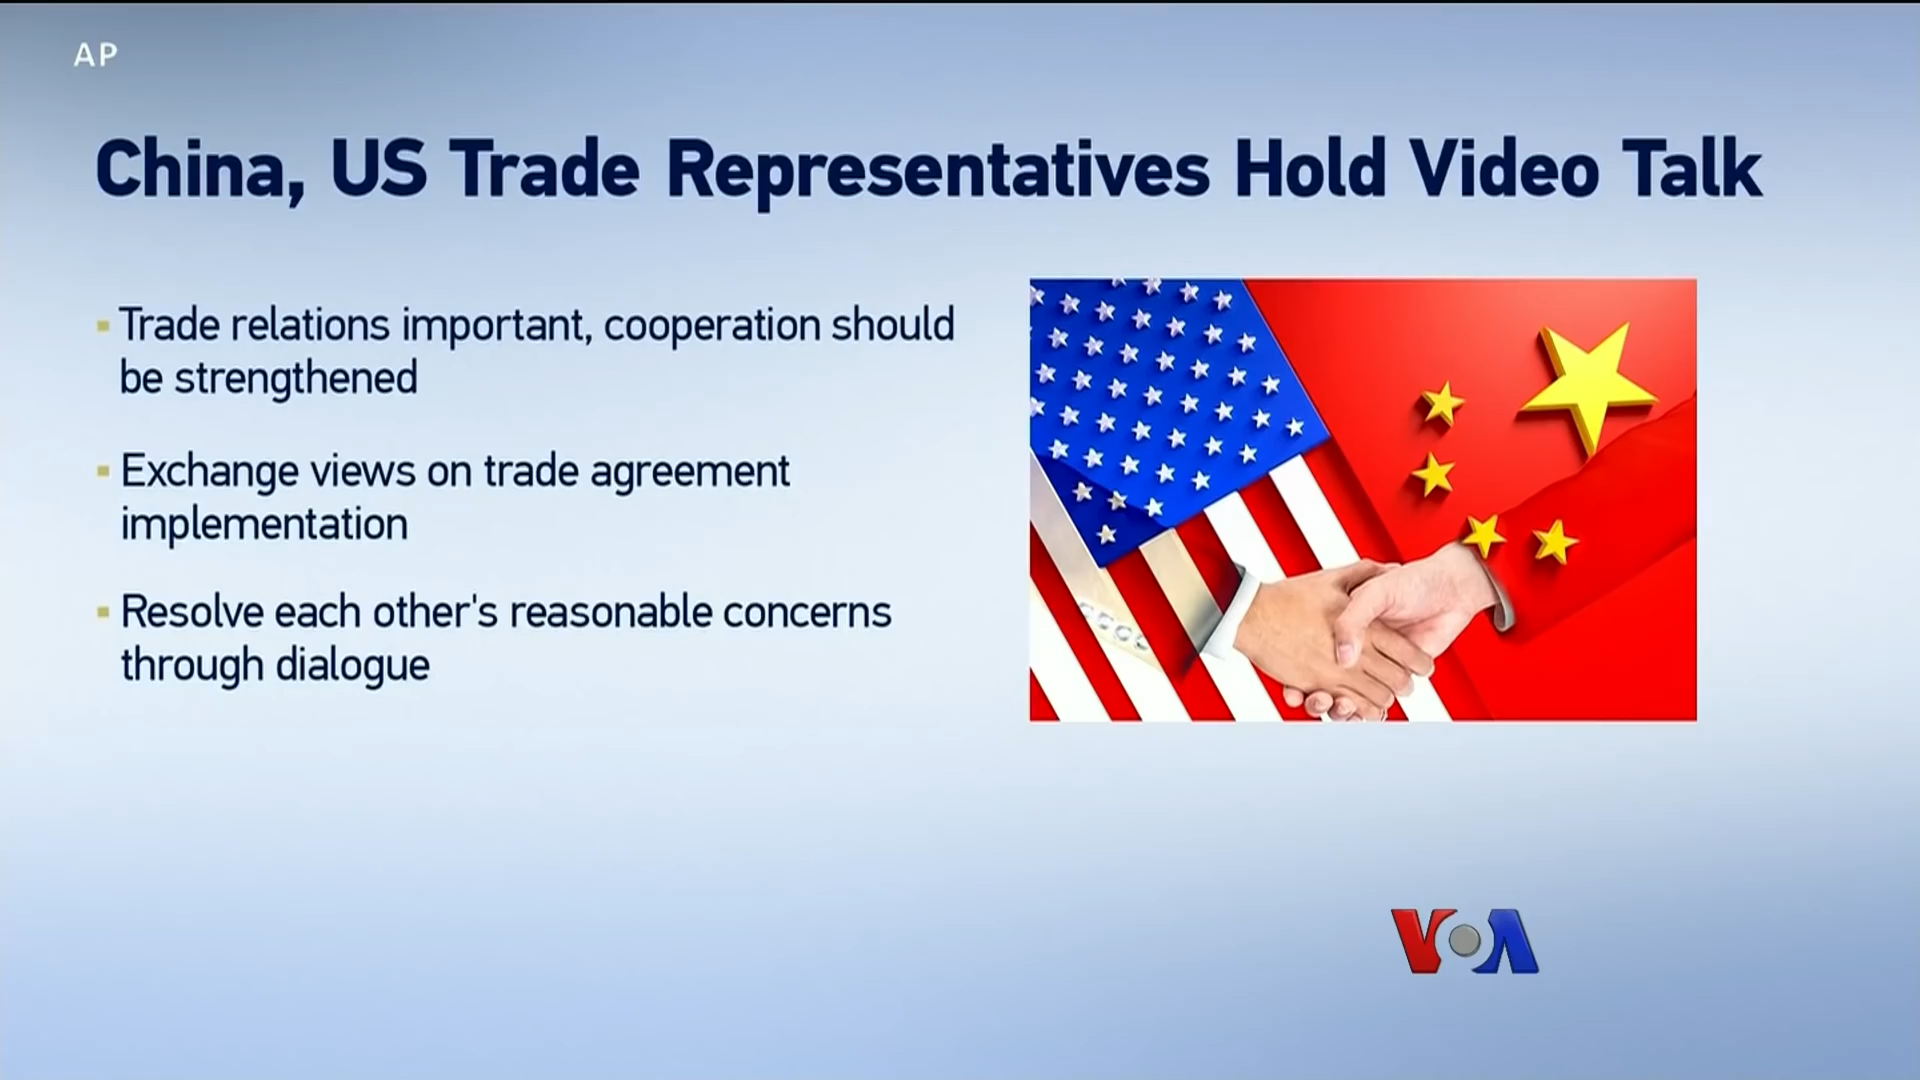 AP
China, US Trade Representatives Hold Video Talk
Trade relations important, cooperation should
be strengthened
Exchange views on trade agreement
implementation
Resolve each other's reasonable concerns
through dialogue
VOA